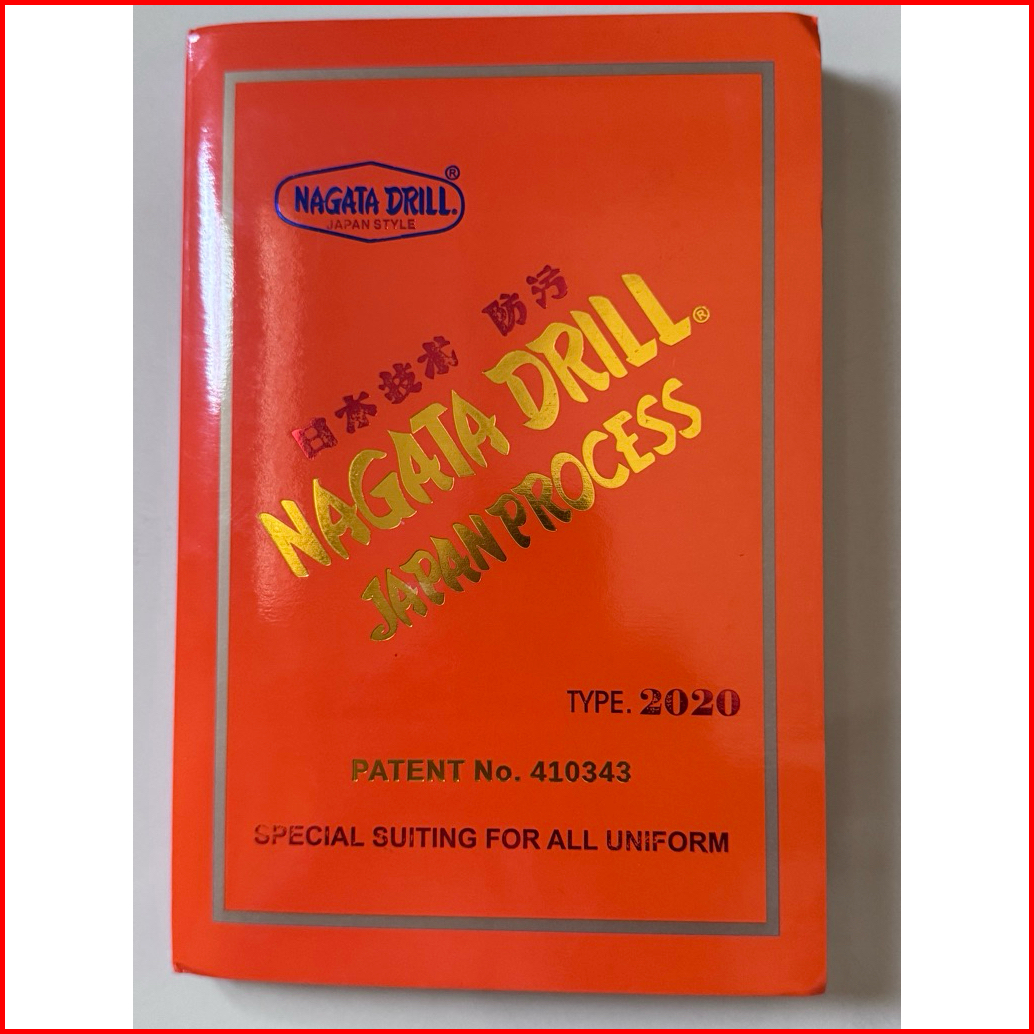 NAGATA DRILL.®
JAPAN STYLE
日本技术 防污
NAGATA DRILL®
JAPAN PROCESS
TYPE. 2020
PATENT No. 410343
SPECIAL SUITING FOR ALL UNIFORM